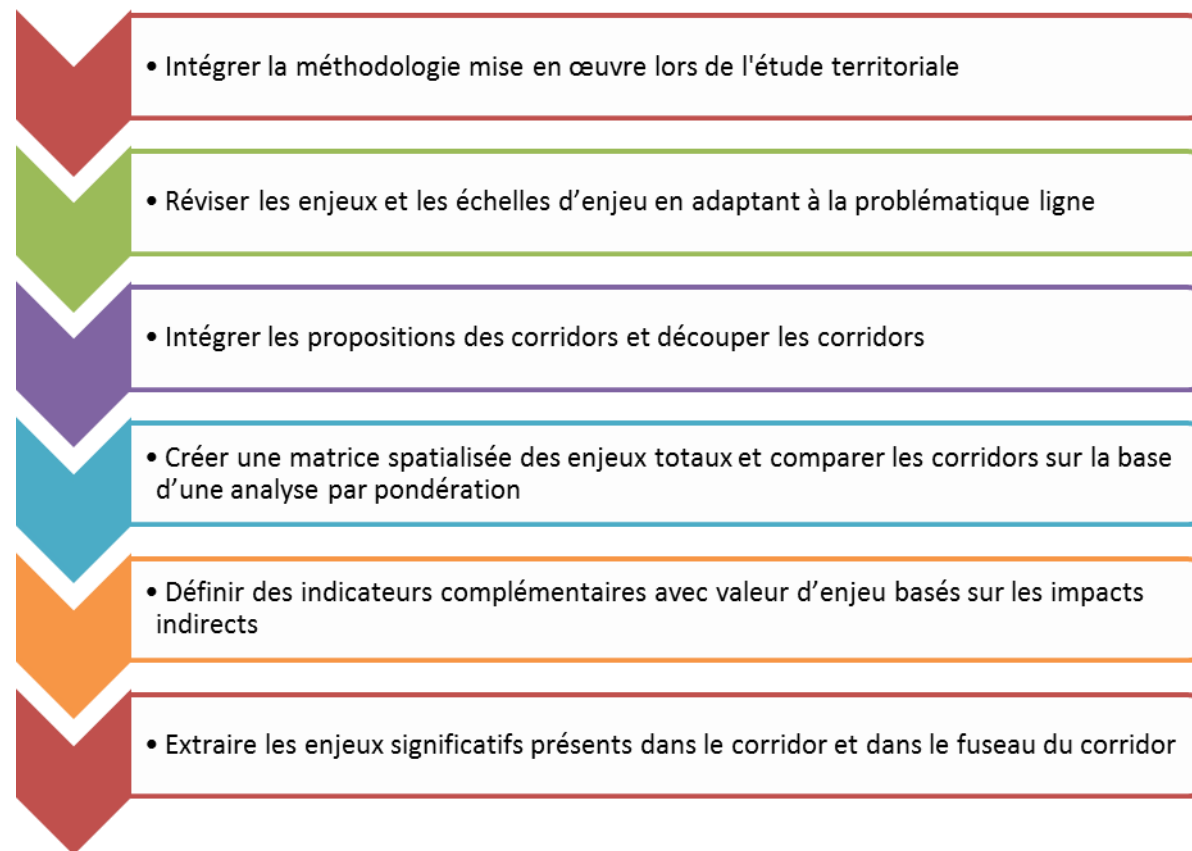 • Intégrer la méthodologie mise en œuvre lors de l'étude territoriale
• Réviser les enjeux et les échelles d’enjeu en adaptant à la problématique ligne
• Intégrer les propositions des corridors et découper les corridors
• Créer une matrice spatialisée des enjeux totaux et comparer les corridors sur la base
d’une analyse par pondération
• Définir des indicateurs complémentaires avec valeur d’enjeu basés sur les impacts
indirects
• Extraire les enjeux significatifs présents dans le corridor et dans le fuseau du corridor